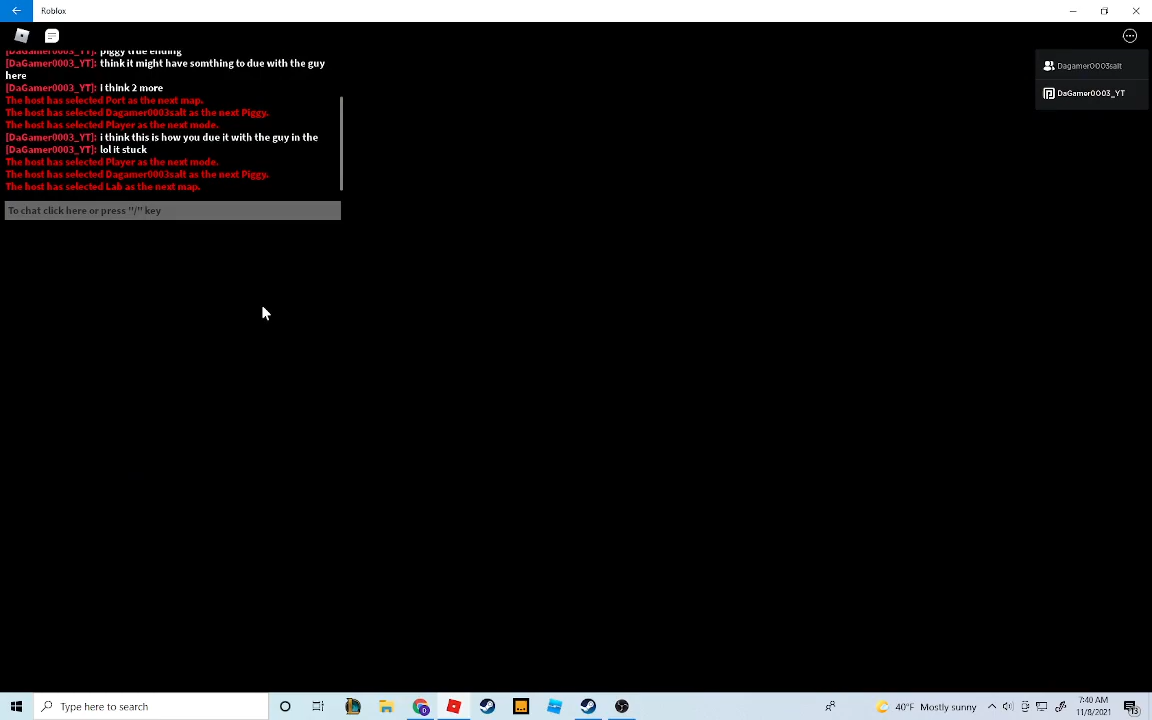 Roblox
[DaGamer0003_YT]: piggy true ending
[DaGamer0003_YT]: think it might have somthing to due with the guy
here
[DaGamer0003_YT]: i think 2 more
The host has selected Port as the next map.
The host has selected Dagamer0003salt as the next Piggy.
The host has selected Player as the next mode.
[DaGamer0003_YT]: i think this is how you due it with the guy in the
[DaGamer0003_YT]: lol it stuck
The host has selected Player as the next mode.
The host has selected Dagamer0003salt as the next Piggy.
The host has selected Lab as the next map.
To chat click here or press "/" key
Dagamer0003salt
DaGamer0003_YT
Type here to search
40°F Mostly sunny
7:40 AM
11/8/2021
13